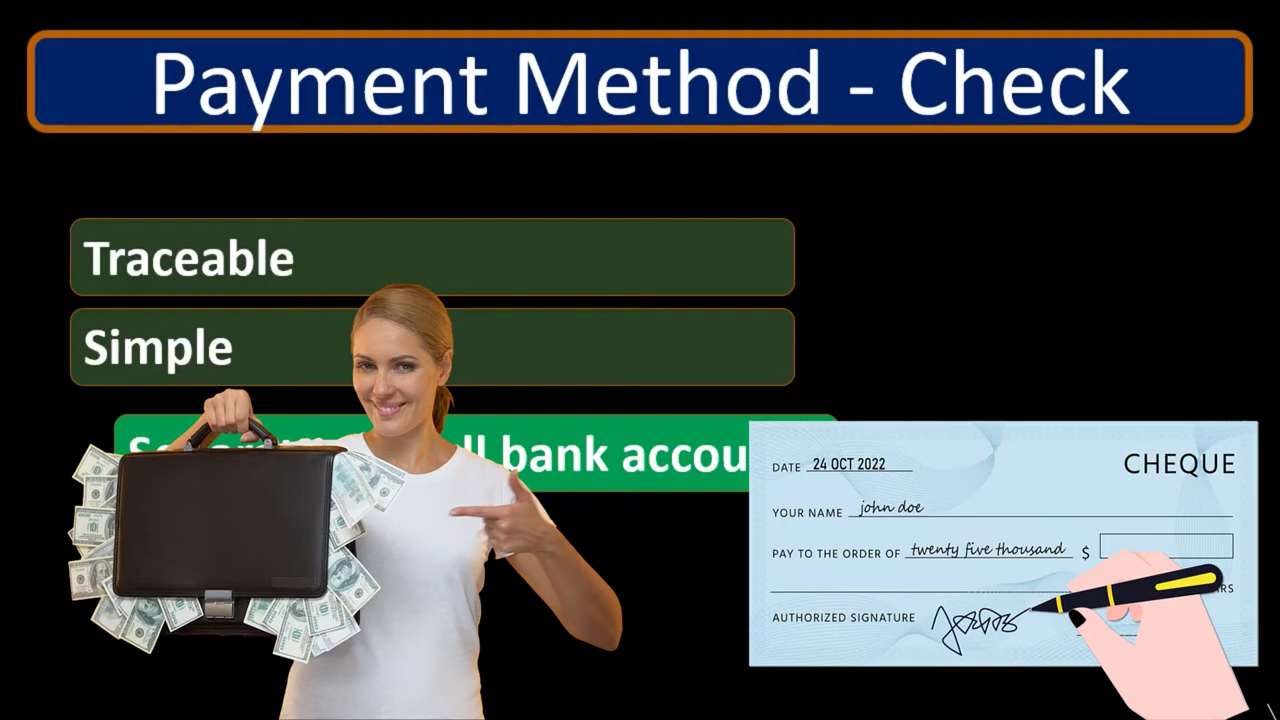 Payment Method - Check
Traceable
Simple
bank accou
DATE 24 OCT 2022
CHEQUE
YOUR NAME john doe
PAY TO THE ORDER OF twenty five thousand $
AUTHORIZED SIGNATURE